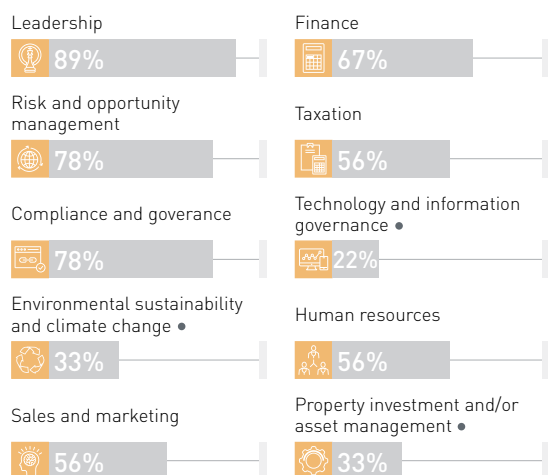 Leadership
89%
Finance
67%
Risk and opportunity
management
78%
Taxation
56%
Compliance and goverance
78%
Technology and information
governance ●
22%
Environmental sustainability
and climate change ●
33%
Human resources
56%
Sales and marketing
56%
Property investment and/or
asset management ●
33%